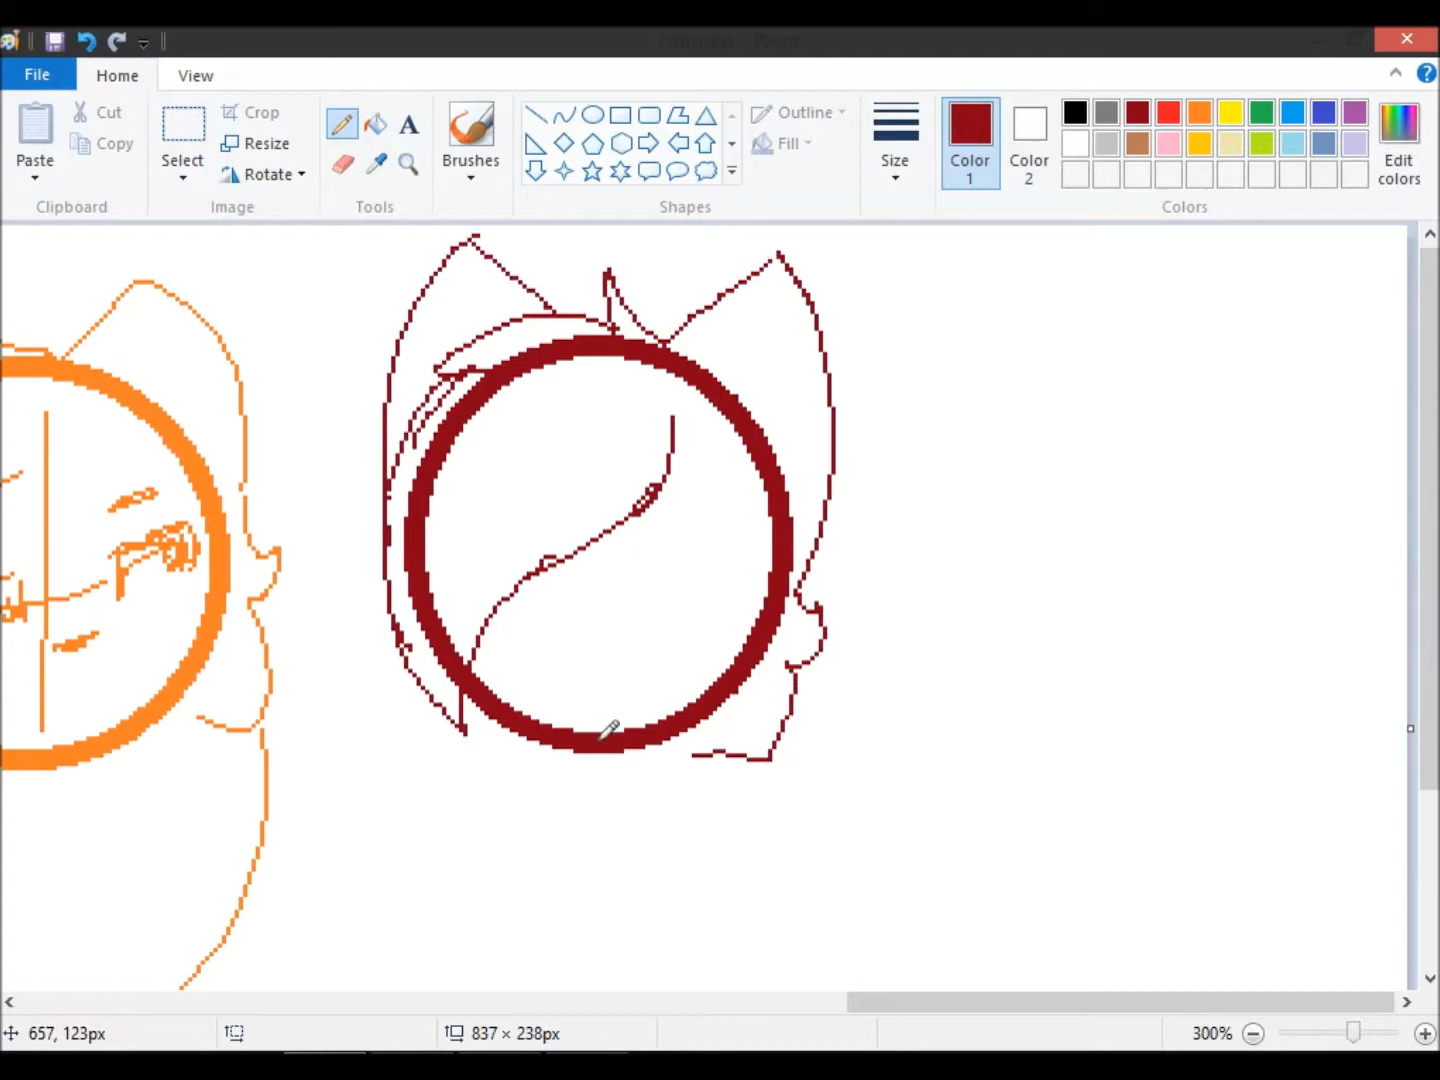 File Home View
Paste
Cut
Copy
Clipboard
Select
Crop
Resize
Rotate
Image
A
Tools
Brushes
Shapes
Outline
Fill
Size
Color 1
Color 2
Edit colors
Colors
657, 123px
837 × 238px
300%